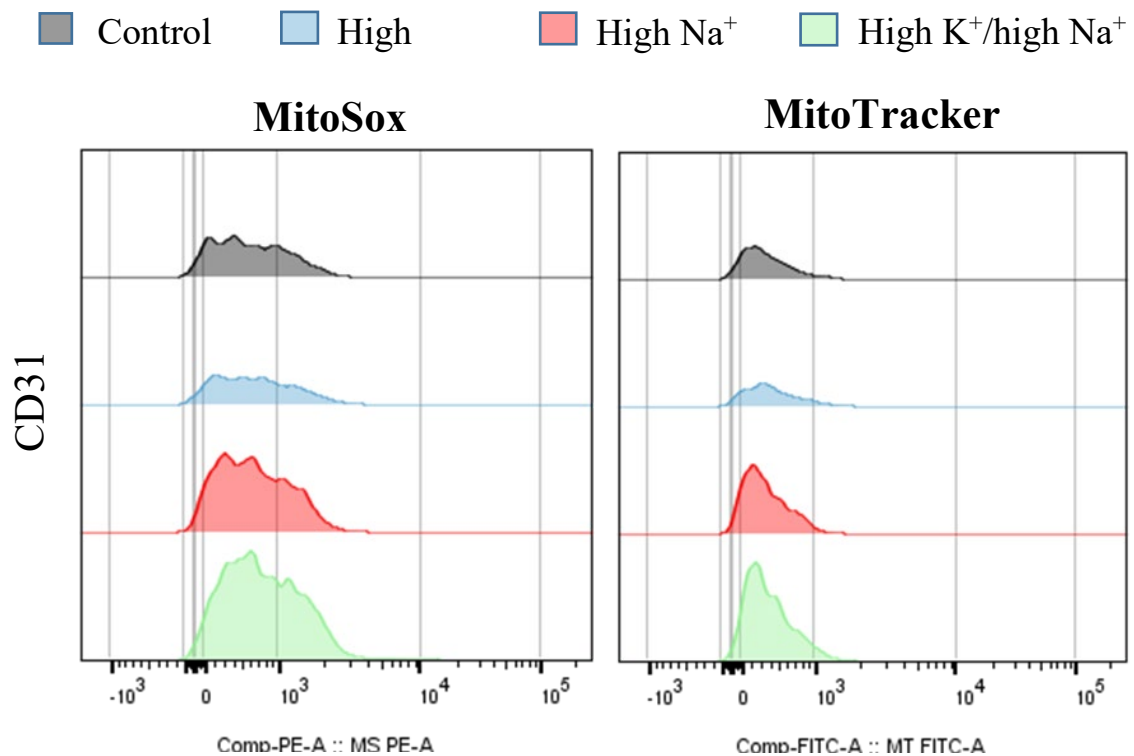 Control High High Na⁺ High K⁺/high Na⁺
MitoSox MitoTracker
CD31
-10³ 0 10³ 10⁴ 10⁵ -10³ 0 10³ 10⁴ 10⁵
Comp-PE-A :: MS PE-A Comp-FITC-A :: MT FITC-A